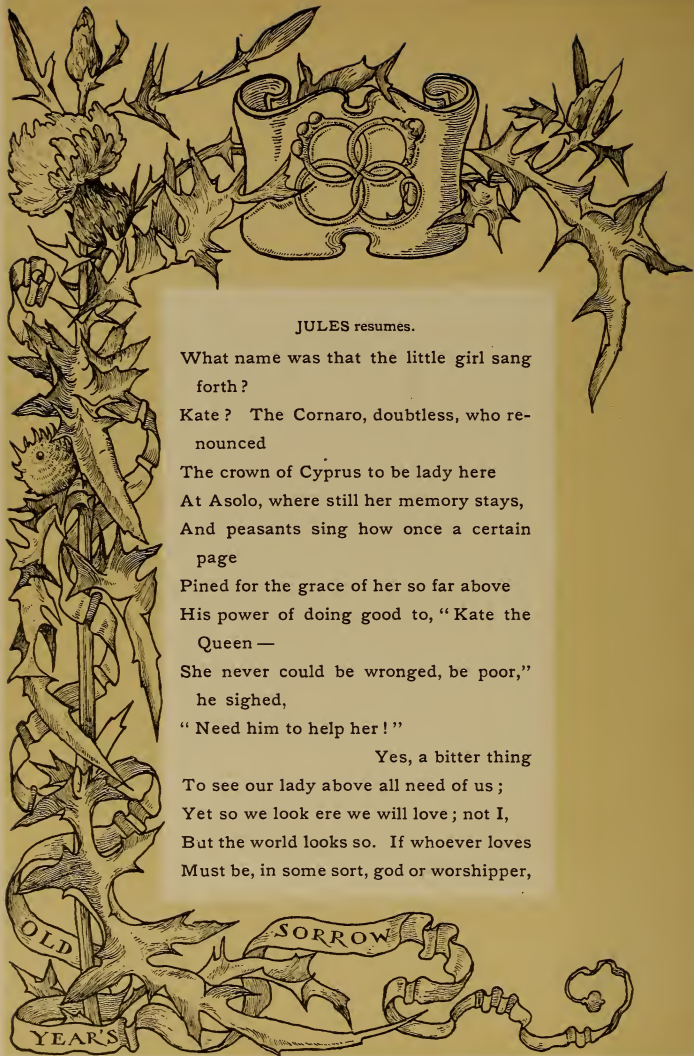 JULES resumes.
What name was that the little girl sang
forth?
Kate? The Cornaro, doubtless, who re-
nounced
The crown of Cyprus to be lady here
At Asolo, where still her memory stays,
And peasants sing how once a certain
page
Pined for the grace of her so far above
His power of doing good to, “Kate the
Queen —
She never could be wronged, be poor,”
he sighed,
“Need him to help her!”
Yes, a bitter thing
To see our lady above all need of us;
Yet so we look ere we will love; not I,
But the world looks so. If whoever loves
Must be, in some sort, god or worshipper,
OLD
SORROW
YEAR'S